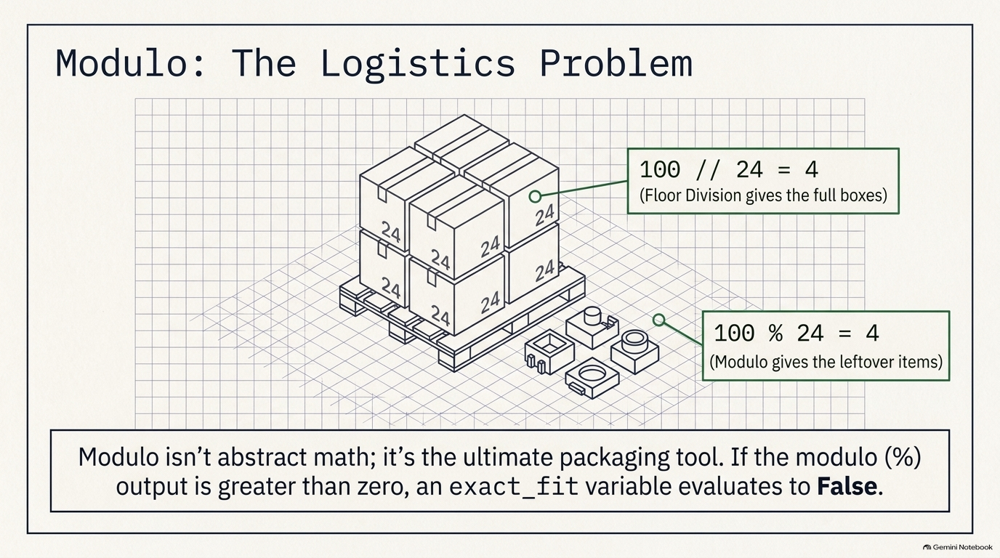 Modulo: The Logistics Problem
100 // 24 = 4
(Floor Division gives the full boxes)
24
24
24
24
24
24
24
24
24
100 % 24 = 4
(Modulo gives the leftover items)
Modulo isn’t abstract math; it’s the ultimate packaging tool. If the modulo (%)
output is greater than zero, an exact_fit variable evaluates to False.
Gemini Notebook